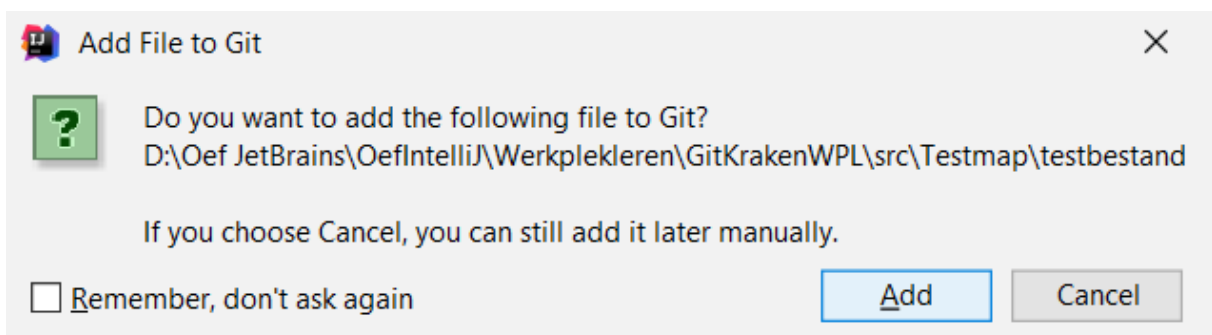 Add File to Git
Do you want to add the following file to Git?
D:\Oef JetBrains\OefIntelliJ\Werkplekleren\GitKrakenWPL\src\Testmap\testbestand
If you choose Cancel, you can still add it later manually.
Remember, don't ask again
Add
Cancel